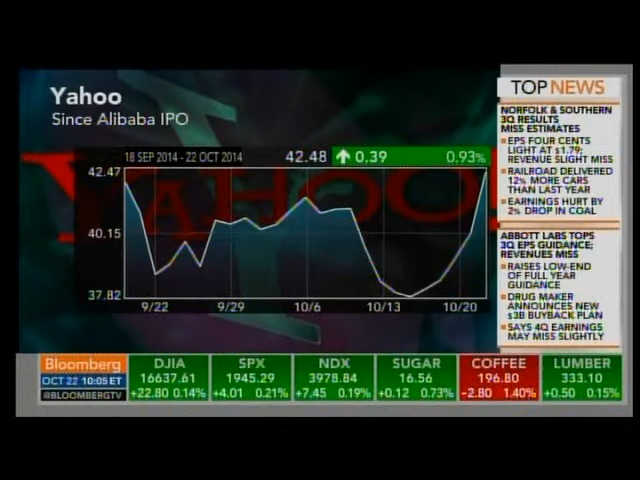 Yahoo
Since Alibaba IPO
18 SEP 2014 - 22 OCT 2014 42.48 0.39 0.93%
YAHOO
42.47
40.15
37.82
9/22 9/29 10/6 10/13 10/20
TOP NEWS
NORFOLK & SOUTHERN
3Q RESULTS
MISS ESTIMATES
EPS FOUR CENTS
LIGHT AT $1.79;
REVENUE SLIGHT MISS
RAILROAD DELIVERED
12% MORE CARS
THAN LAST YEAR
EARNINGS HURT BY
2% DROP IN COAL
ABBOTT LABS TOPS
3Q EPS GUIDANCE;
REVENUES MISS
RAISES LOW-END
OF FULL YEAR
GUIDANCE
DRUG MAKER
ANNOUNCES NEW
$3B BUYBACK PLAN
SAYS 4Q EARNINGS
MAY MISS SLIGHTLY
Bloomberg DJIA SPX NDX SUGAR COFFEE LUMBER
OCT 22 10:05 ET 16637.61 1945.29 3978.84 16.56 196.80 333.10
@BLOOMBERGTV +22.80 0.14% +4.01 0.21% +7.45 0.19% +0.12 0.73% -2.80 1.40% +0.50 0.15%